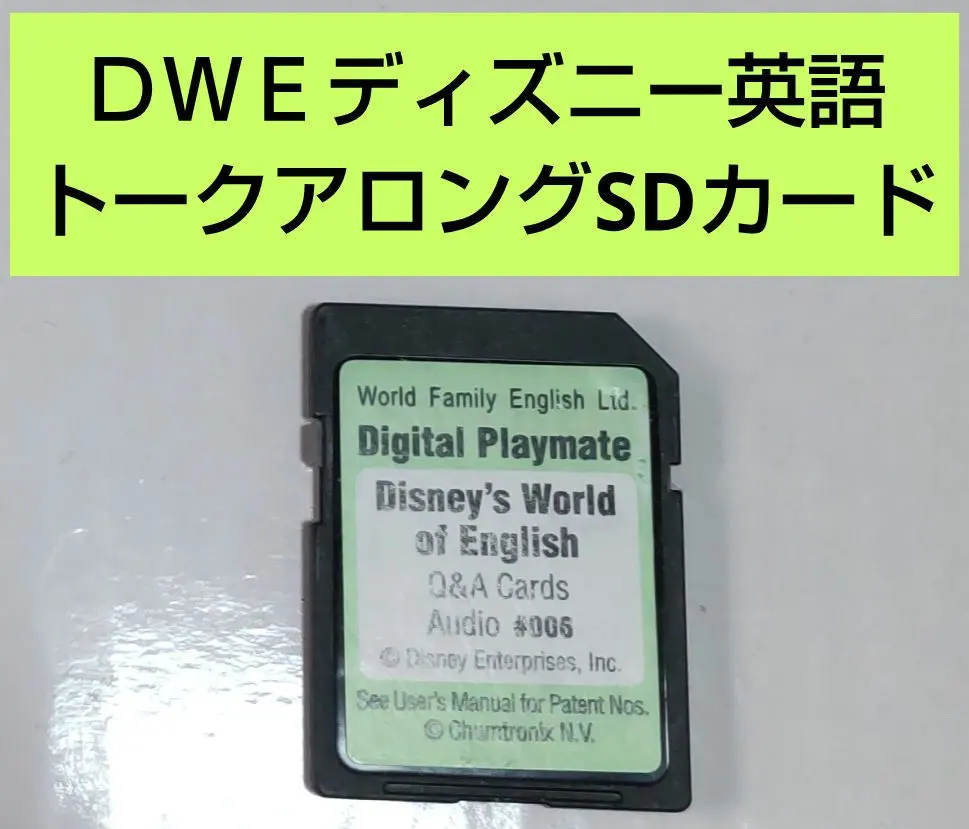 ＤＷＥディズニー英語
トークアロングSDカード
World Family English Ltd.
Digital Playmate
Disney's World
of English
Q&A Cards
Audio #006
© Disney Enterprises, Inc.
See User's Manual for Patent Nos.
© Chumtronix N.V.